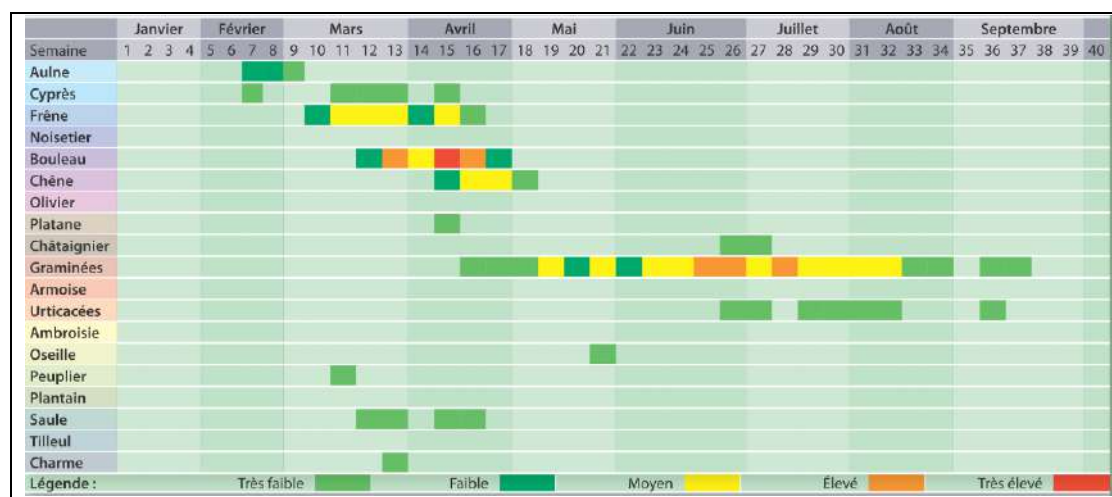 Janvier Février Mars Avril Mai Juin Juillet Août Septembre
Semaine 1 2 3 4 5 6 7 8 9 10 11 12 13 14 15 16 17 18 19 20 21 22 23 24 25 26 27 28 29 30 31 32 33 34 35 36 37 38 39 40
Aulne
Cyprès
Frêne
Noisetier
Bouleau
Chêne
Olivier
Platane
Châtaignier
Graminées
Armoise
Urticacées
Ambroisie
Oseille
Peuplier
Plantain
Saule
Tilleul
Charme
Légende : Très faible Faible Moyen Élevé Très élevé